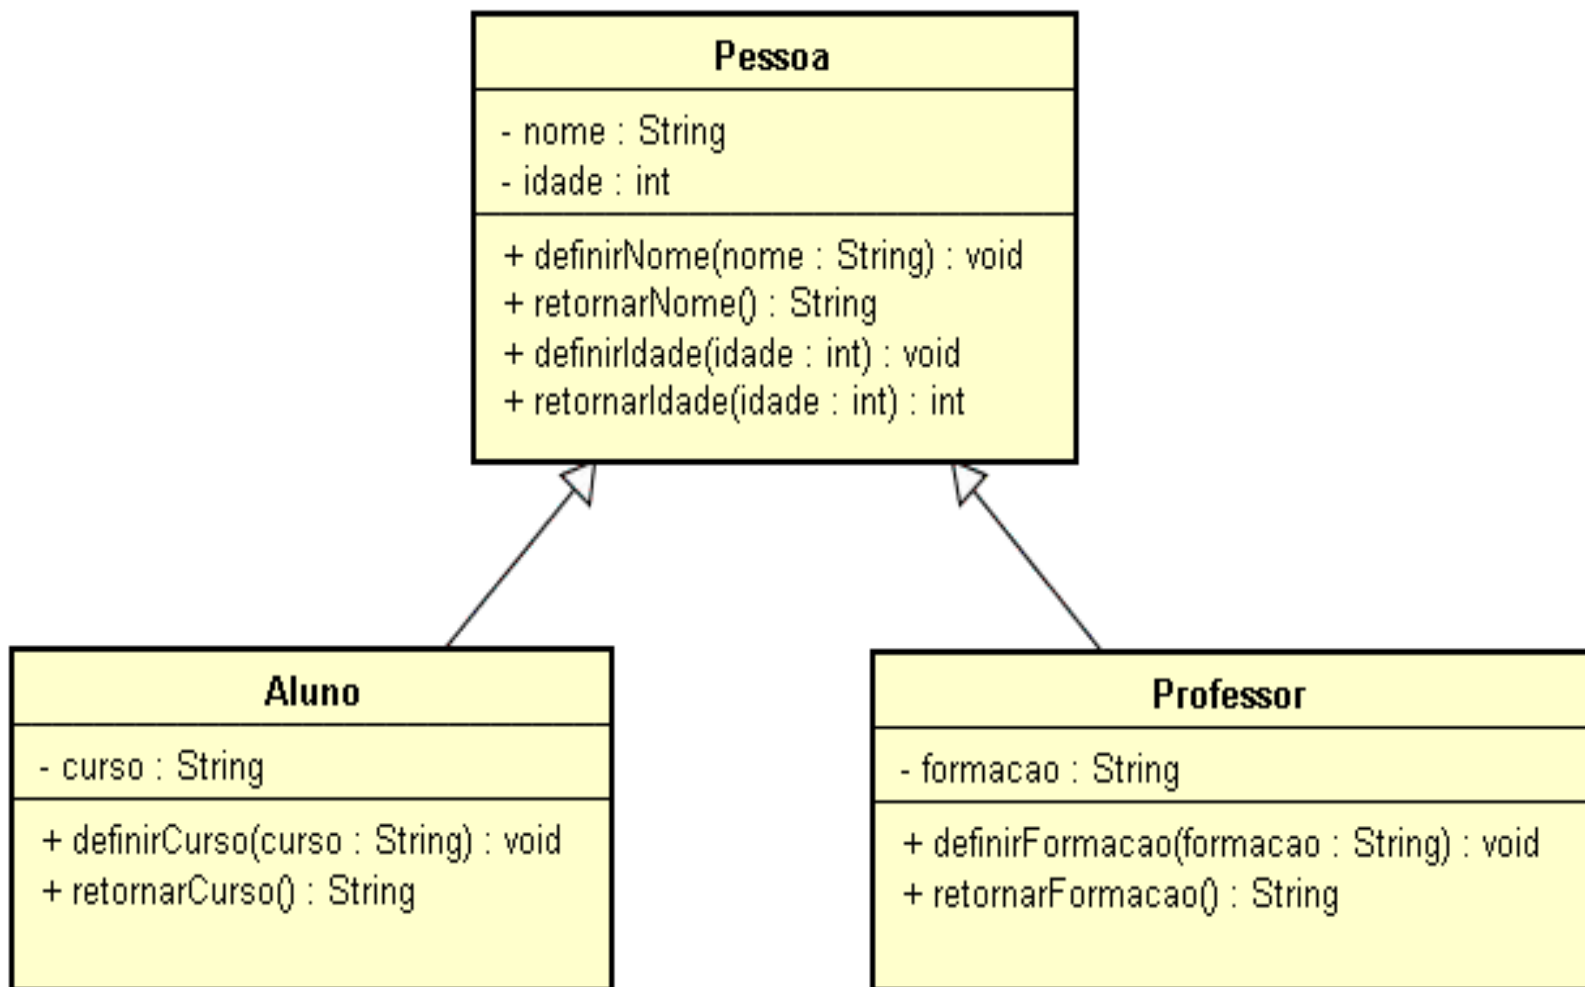 Pessoa
- nome : String
- idade : int
+ definirNome(nome : String) : void
+ retornarNome() : String
+ definirIdade(idade : int) : void
+ retornarIdade(idade : int) : int
Aluno
- curso : String
+ definirCurso(curso : String) : void
+ retornarCurso() : String
Professor
- formacao : String
+ definirFormacao(formacao : String) : void
+ retornarFormacao() : String